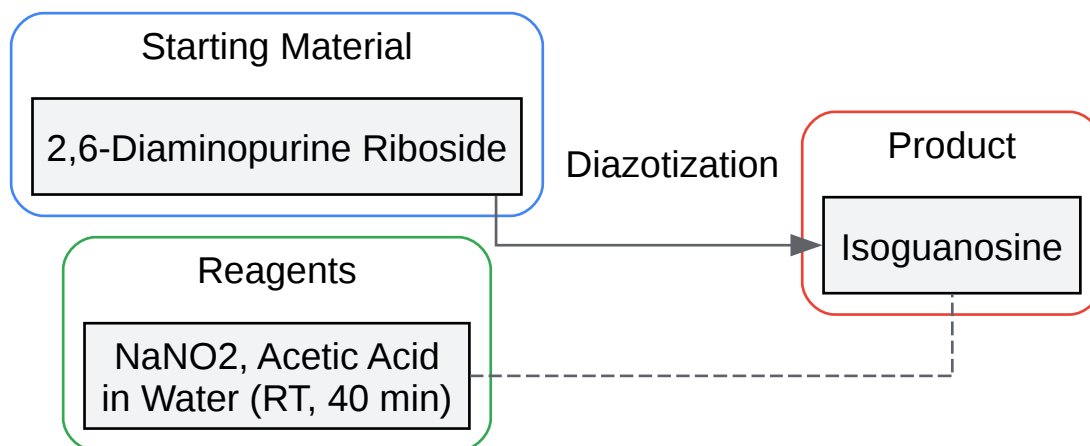 Starting Material
2,6-Diaminopurine Riboside
Diazotization
Product
Isoguanosine
Reagents
NaNO2, Acetic Acid
in Water (RT, 40 min)